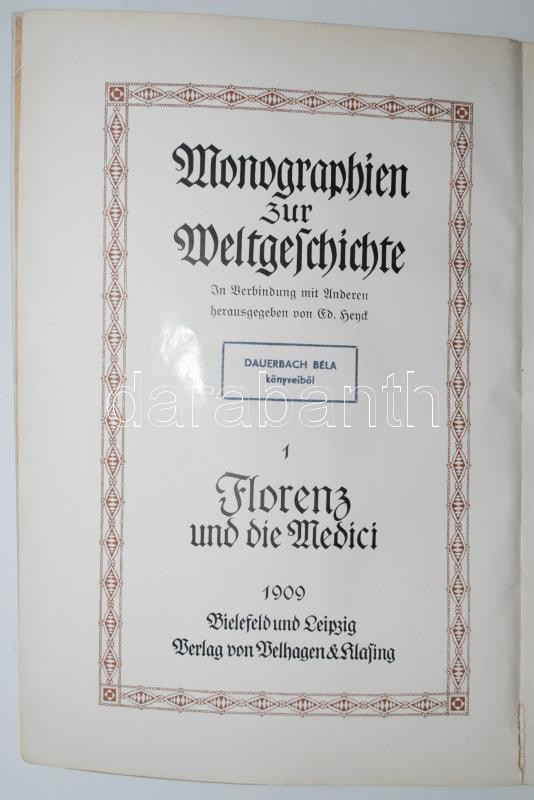 Monographien
zur
Weltgeschichte
In Verbindung mit Anderen
herausgegeben von Ed. Heyck
DAUERBACH BÉLA
könyveiből
darabanth
1
Florenz
und die Medici
1909
Bielefeld und Leipzig
Verlag von Velhagen & Klasing